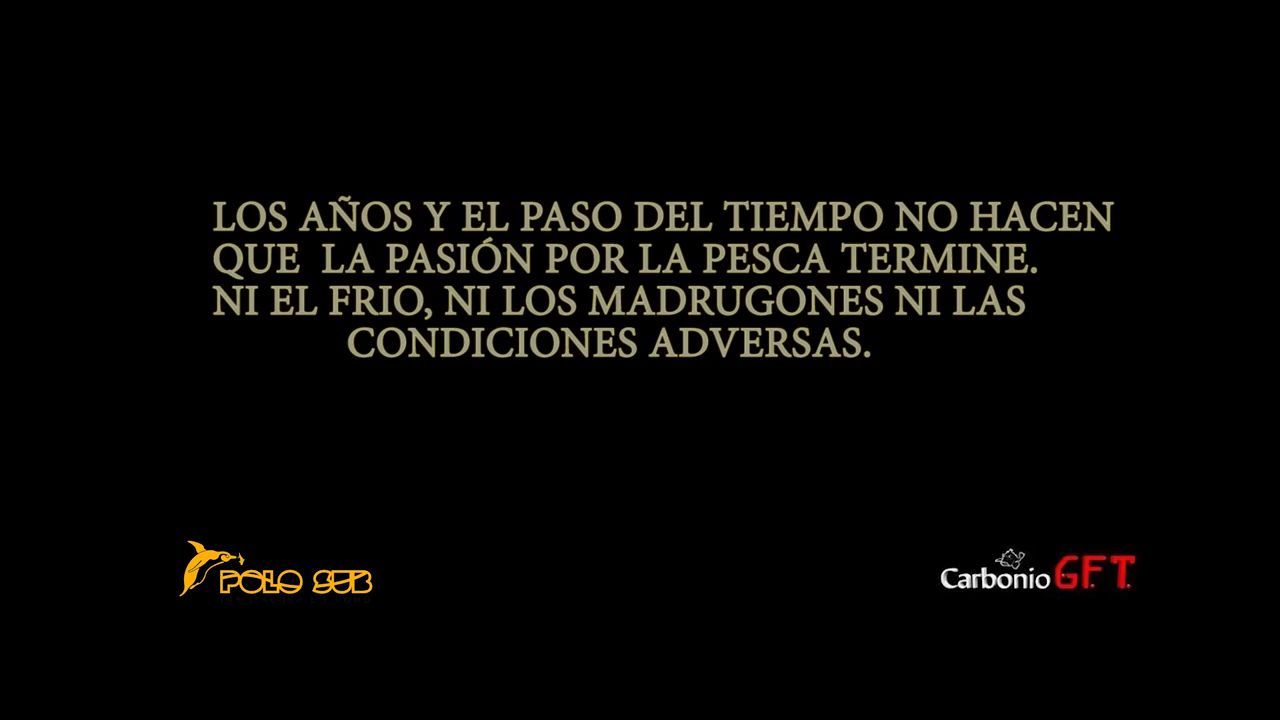 LOS AÑOS Y EL PASO DEL TIEMPO NO HACEN
QUE LA PASIÓN POR LA PESCA TERMINE.
NI EL FRIO, NI LOS MADRUGONES NI LAS
CONDICIONES ADVERSAS.
POLO SUB
Carbonio G.F.T.